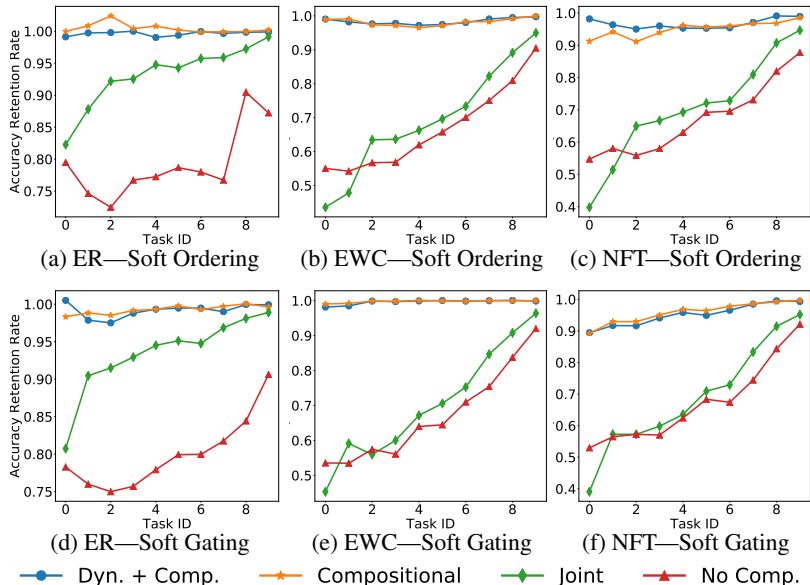 Accuracy Retention Rate
1.00
0.95
0.90
0.85
0.80
0.75
0 2 4 6 8
Task ID
(a) ER—Soft Ordering
1.0
0.9
0.8
0.7
0.6
0.5
0 2 4 6 8
Task ID
(b) EWC—Soft Ordering
1.0
0.9
0.8
0.7
0.6
0.5
0.4
0 2 4 6 8
Task ID
(c) NFT—Soft Ordering
Accuracy Retention Rate
1.00
0.95
0.90
0.85
0.80
0.75
0 2 4 6 8
Task ID
(d) ER—Soft Gating
1.0
0.9
0.8
0.7
0.6
0.5
0 2 4 6 8
Task ID
(e) EWC—Soft Gating
1.0
0.9
0.8
0.7
0.6
0.5
0.4
0 2 4 6 8
Task ID
(f) NFT—Soft Gating
Dyn. + Comp. Compositional Joint No Comp.